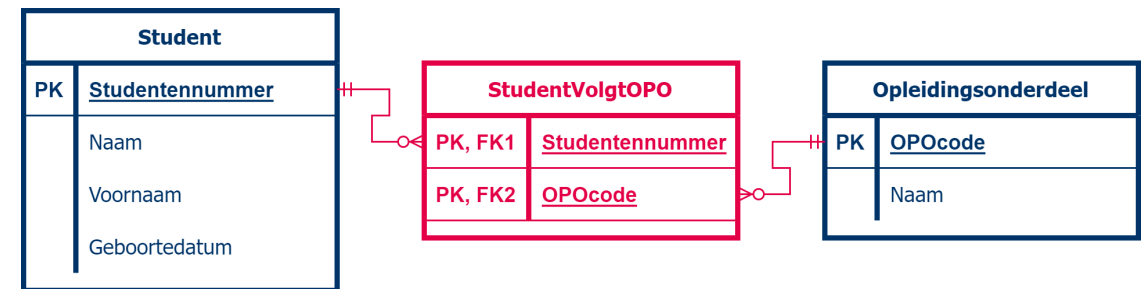 Student
PK Studentennummer
Naam
Voornaam
Geboortedatum
StudentVolgtOPO
PK, FK1 Studentennummer
PK, FK2 OPOcode
Opleidingsonderdeel
PK OPOcode
Naam